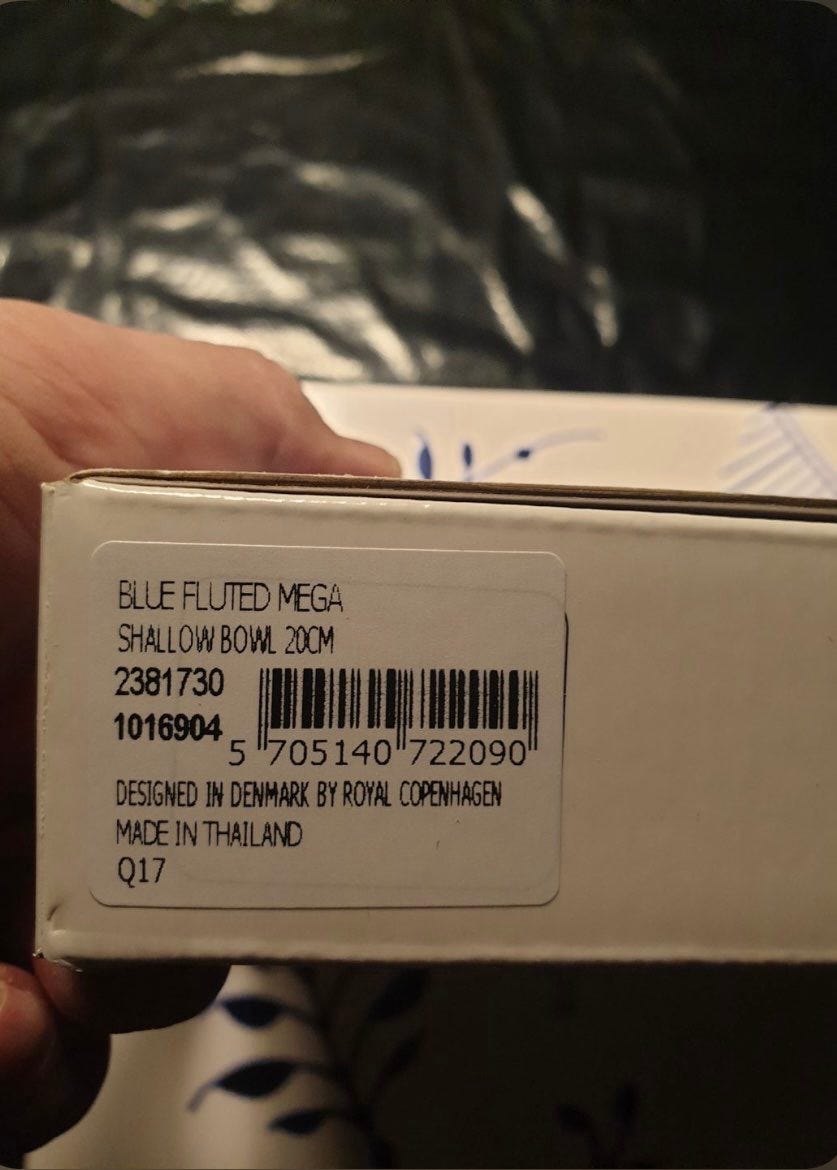 BLUE FLUTED MEGA
SHALLOW BOWL 20CM
2381730
1016904
5 705140 722090
DESIGNED IN DENMARK BY ROYAL COPENHAGEN
MADE IN THAILAND
Q17